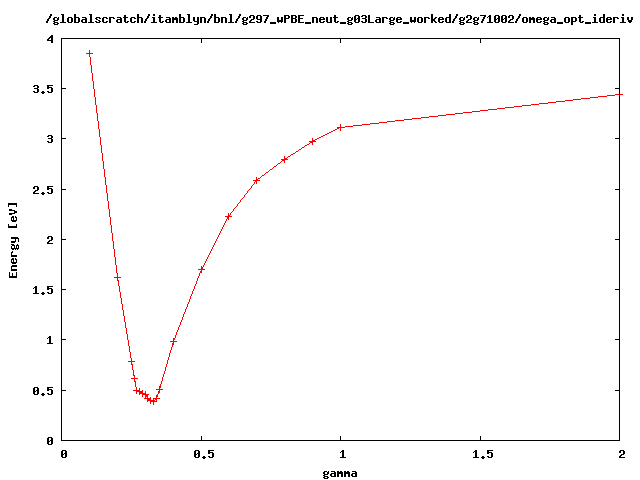 /globalscratch/itamblyn/bnl/g297_wPBE_neut_g03Large_worked/g2g71002/omega_opt_ideriv
4
3.5
3
2.5
2
1.5
1
0.5
0
Energy [eV]
0 0.5 1 1.5 2
gamma